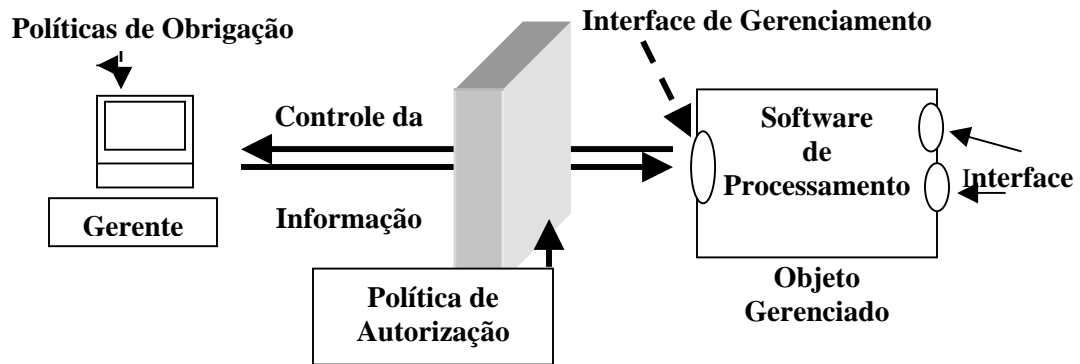 Políticas de Obrigação
Interface de Gerenciamento
Controle da
Informação
Gerente
Política de
Autorização
Software
de
Processamento
Interface
Objeto
Gerenciado